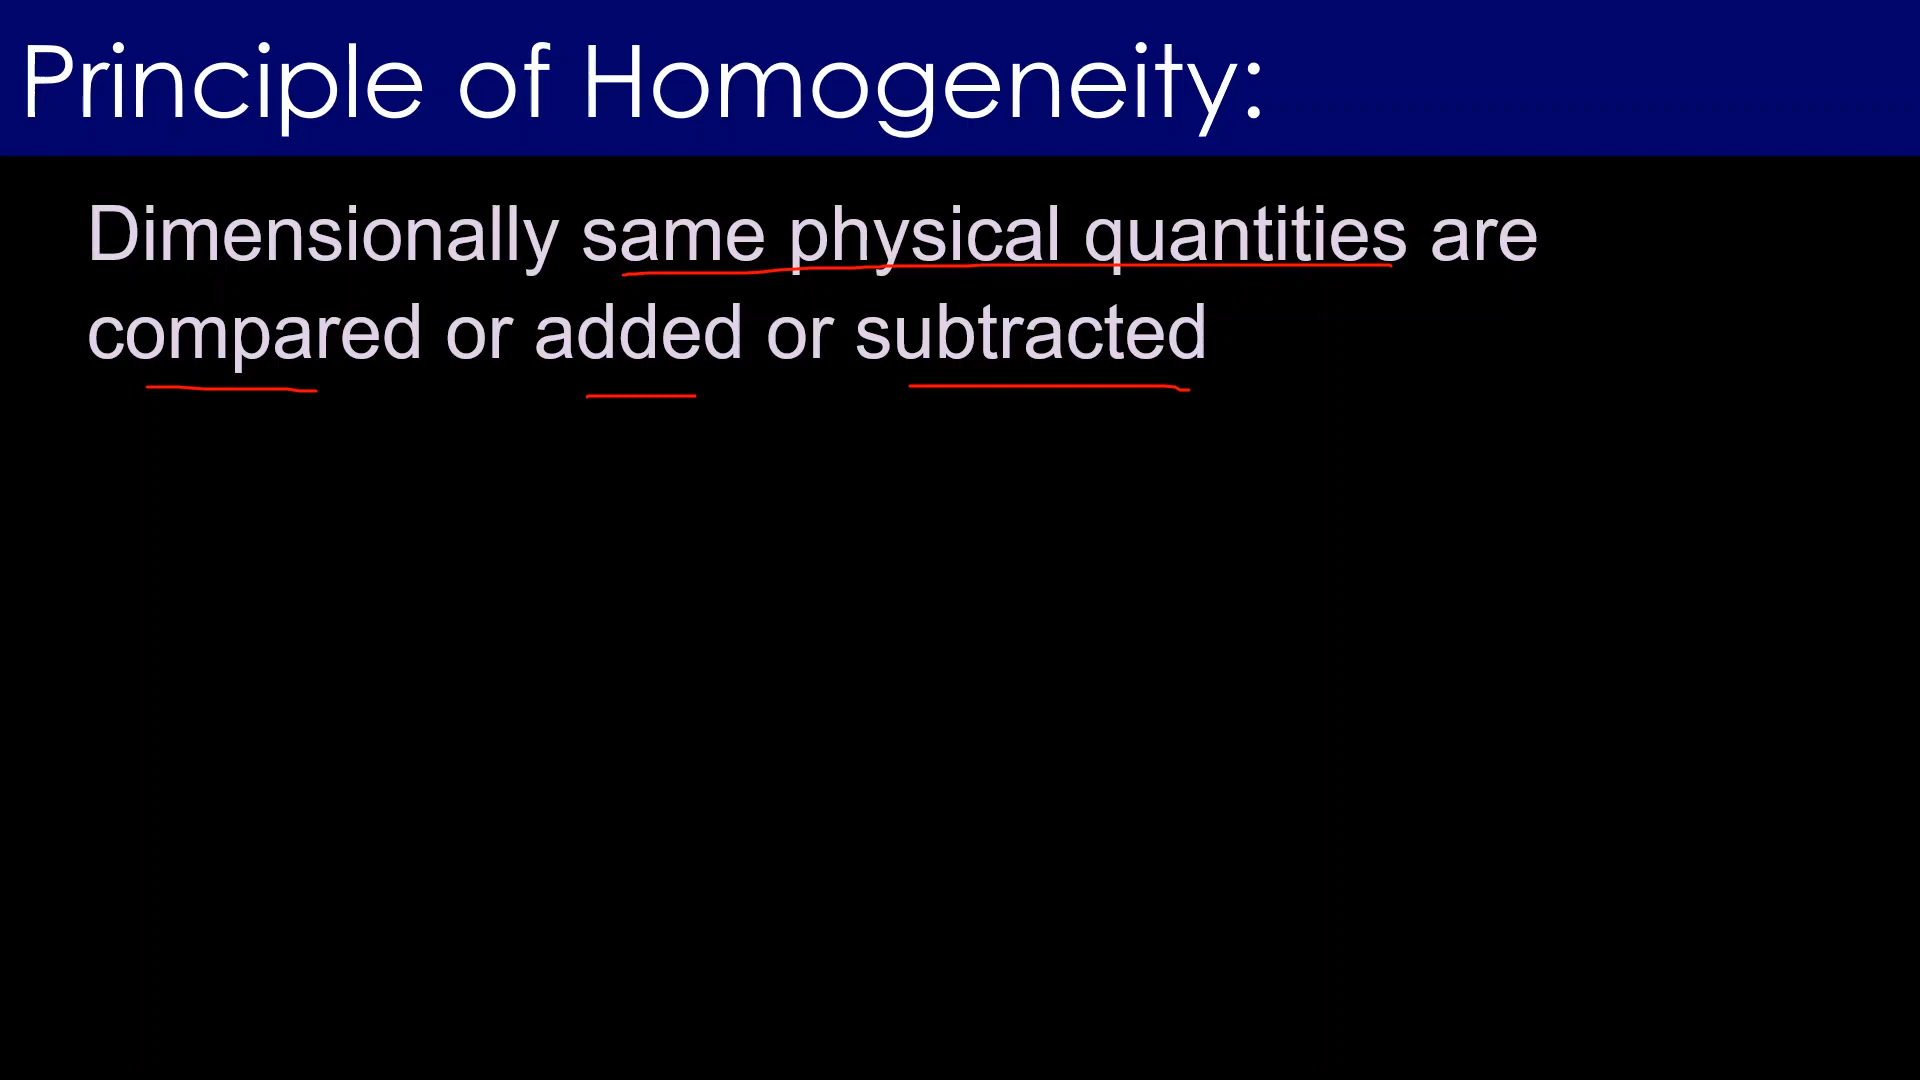 Principle of Homogeneity:
Dimensionally same physical quantities are
compared or added or subtracted